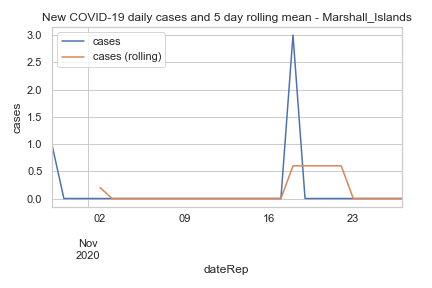 New COVID-19 daily cases and 5 day rolling mean - Marshall_Islands
cases
cases (rolling)
cases
3.0
2.5
2.0
1.5
1.0
0.5
0.0
02
09
16
23
Nov
2020
dateRep